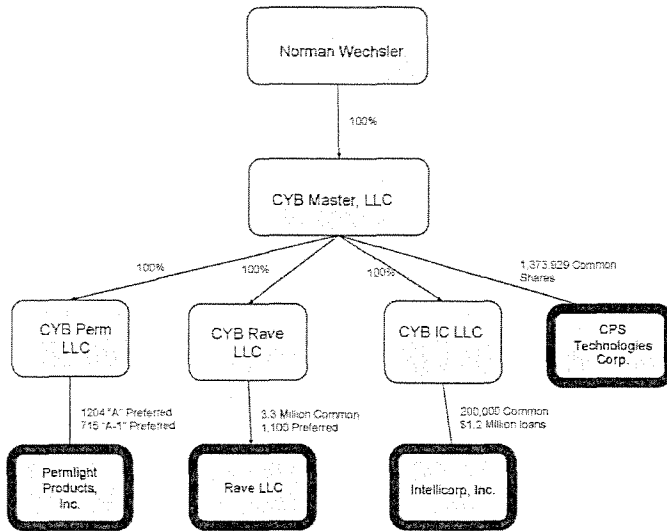 Norman Wechsler
100%
CYB Master, LLC
100%
100%
100%
1,373,929 Common
Shares
CYB Perm
LLC
CYB Rave
LLC
CYB IC LLC
CPS
Technologies
Corp.
1204 "A" Preferred
715 "A-1" Preferred
3.3 Million Common
1,100 Preferred
200,000 Common
$1.2 Million loans
Permlight
Products,
Inc.
Rave LLC
Intellicorp, Inc.